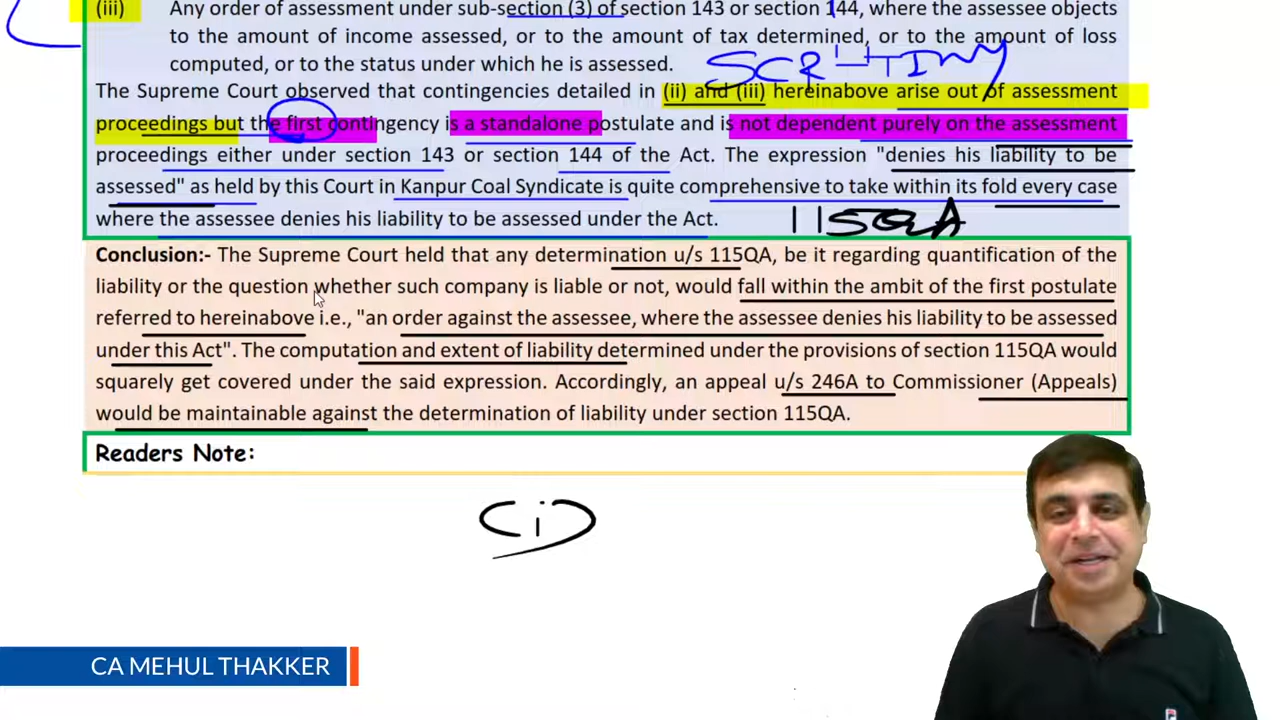 (iii) Any order of assessment under sub-section (3) of section 143 or section 144, where the assessee objects
to the amount of income assessed, or to the amount of tax determined, or to the amount of loss
computed, or to the status under which he is assessed.
SCRUTINY
The Supreme Court observed that contingencies detailed in (ii) and (iii) hereinabove arise out of assessment
proceedings but the first contingency is a standalone postulate and is not dependent purely on the assessment
proceedings either under section 143 or section 144 of the Act. The expression "denies his liability to be
assessed" as held by this Court in Kanpur Coal Syndicate is quite comprehensive to take within its fold every case
where the assessee denies his liability to be assessed under the Act.
115QA
Conclusion:- The Supreme Court held that any determination u/s 115QA, be it regarding quantification of the
liability or the question whether such company is liable or not, would fall within the ambit of the first postulate
referred to hereinabove i.e., "an order against the assessee, where the assessee denies his liability to be assessed
under this Act". The computation and extent of liability determined under the provisions of section 115QA would
squarely get covered under the said expression. Accordingly, an appeal u/s 246A to Commissioner (Appeals)
would be maintainable against the determination of liability under section 115QA.
Readers Note:
(i)
CA MEHUL THAKKER